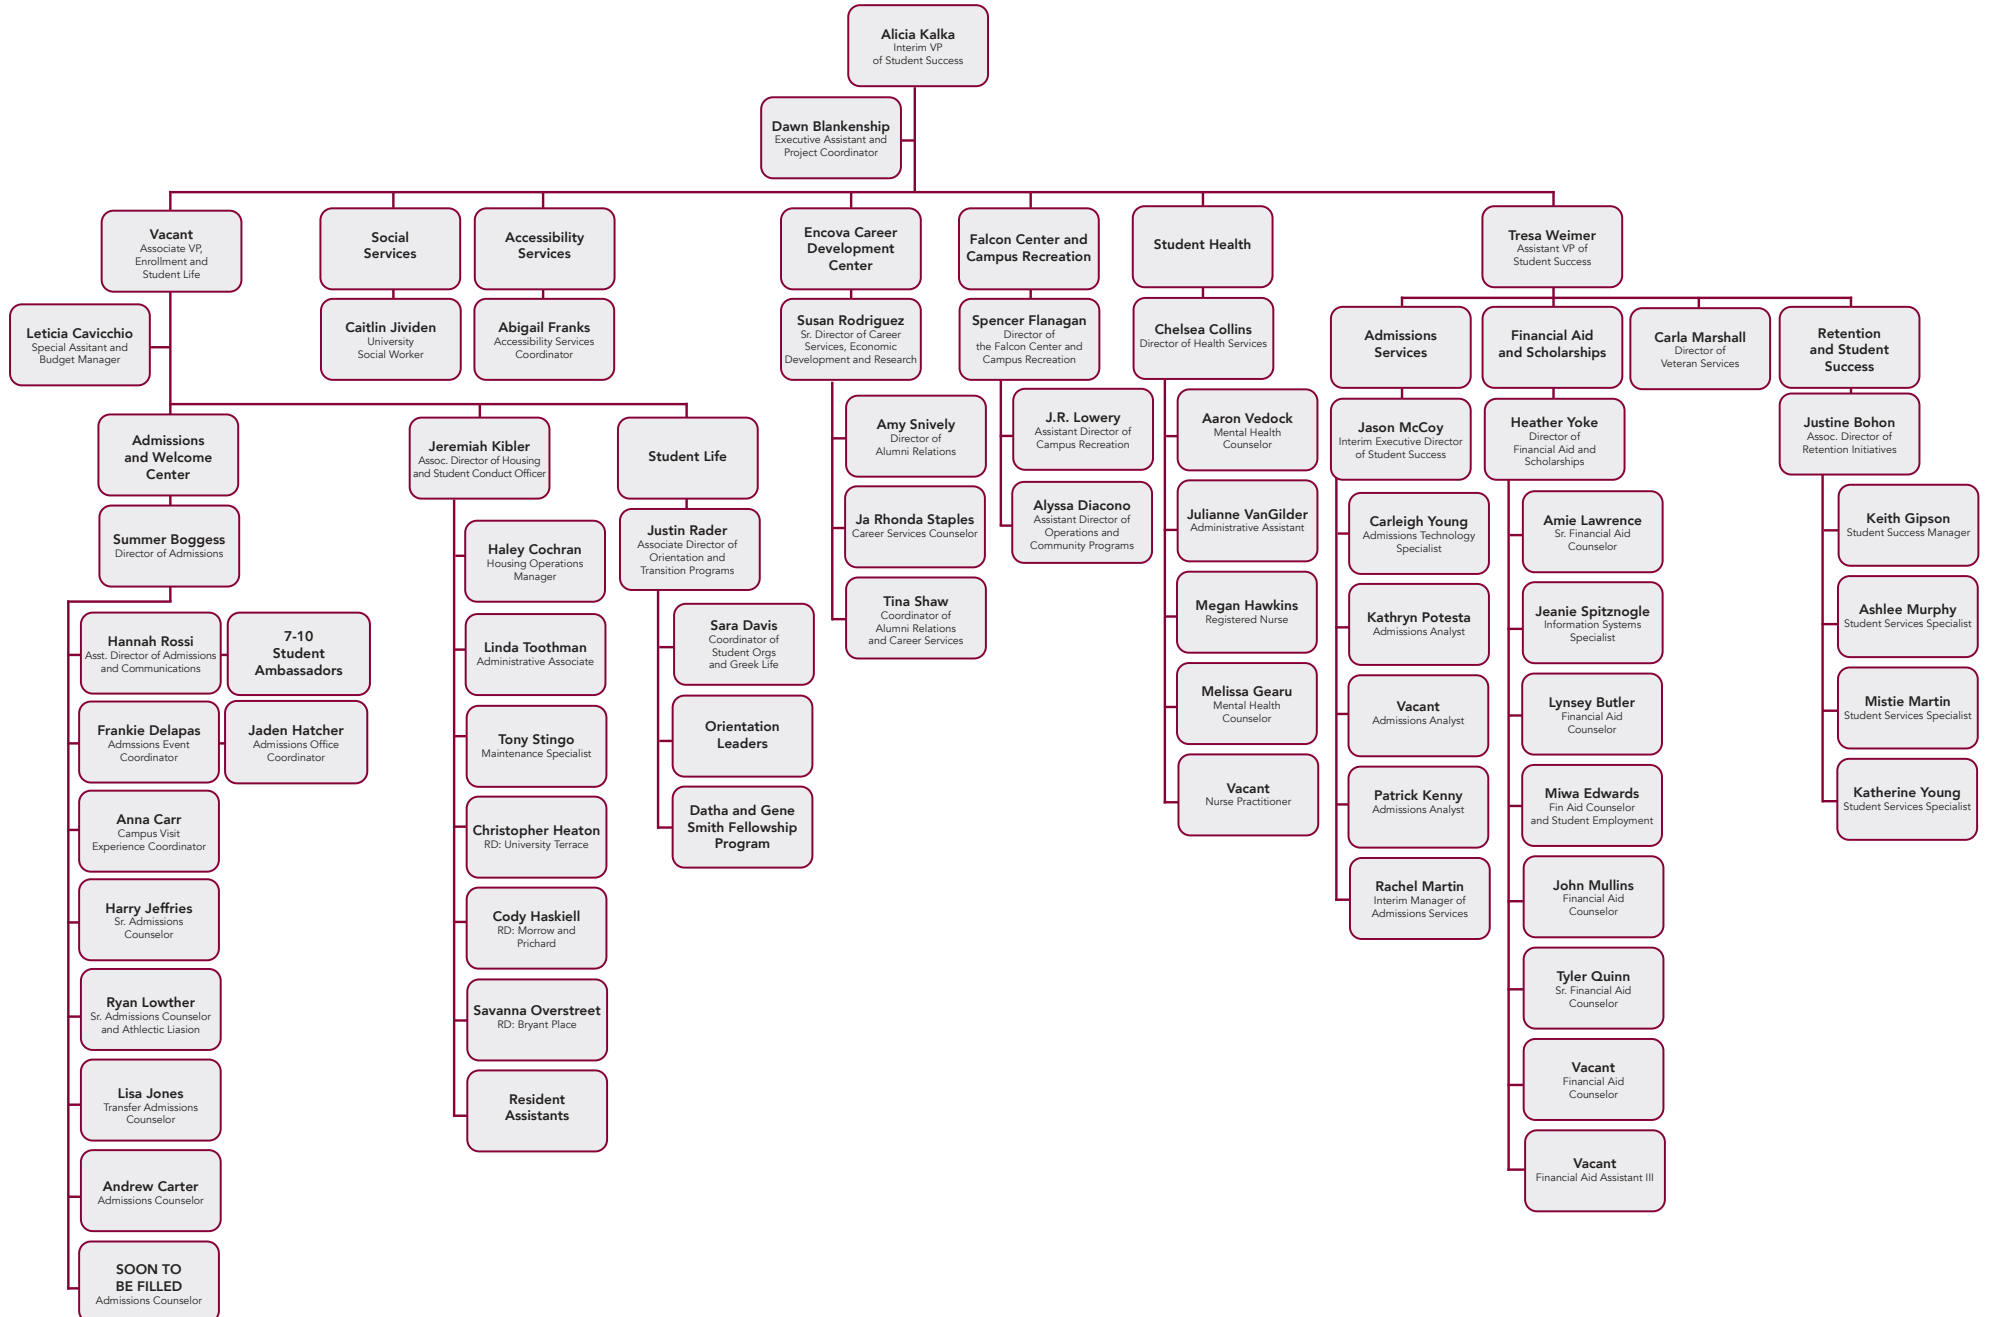 Alicia Kalka
Interim VP
of Student Success
Dawn Blankenship
Executive Assistant and
Project Coordinator
Vacant
Associate VP,
Enrollment and
Student Life
Social
Services
Accessibility
Services
Encova Career
Development
Center
Falcon Center and
Campus Recreation
Student Health
Tresa Weimer
Assistant VP of
Student Success
Leticia Cavicchio
Special Assitant and
Budget Manager
Caitlin Jividen
University
Social Worker
Abigail Franks
Accessibility Services
Coordinator
Susan Rodriguez
Sr. Director of Career
Services, Economic
Development and Research
Spencer Flanagan
Director of
the Falcon Center and
Campus Recreation
Chelsea Collins
Director of Health Services
Admissions
Services
Financial Aid
and Scholarships
Carla Marshall
Director of
Veteran Services
Retention
and Student
Success
Admissions
and Welcome
Center
Summer Boggess
Director of Admissions
Hannah Rossi
Asst. Director of Admissions
and Communications
7-10
Student
Ambassadors
Frankie Delapas
Admssions Event
Coordinator
Jaden Hatcher
Admissions Office
Coordinator
Anna Carr
Campus Visit
Experience Coordinator
Harry Jeffries
Sr. Admissions
Counselor
Ryan Lowther
Sr. Admissions Counselor
and Athlectic Liasion
Lisa Jones
Transfer Admissions
Counselor
Andrew Carter
Admissions Counselor
SOON TO
BE FILLED
Admissions Counselor
Jeremiah Kibler
Assoc. Director of Housing
and Student Conduct Officer
Haley Cochran
Housing Operations
Manager
Linda Toothman
Administrative Associate
Tony Stingo
Maintenance Specialist
Christopher Heaton
RD: University Terrace
Cody Haskiell
RD: Morrow and
Prichard
Savanna Overstreet
RD: Bryant Place
Resident
Assistants
Student Life
Justin Rader
Associate Director of
Orientation and
Transition Programs
Sara Davis
Coordinator of
Student Orgs
and Greek Life
Orientation
Leaders
Datha and Gene
Smith Fellowship
Program
Amy Snively
Director of
Alumni Relations
Ja Rhonda Staples
Career Services Counselor
Tina Shaw
Coordinator of
Alumni Relations
and Career Services
J.R. Lowery
Assistant Director of
Campus Recreation
Alyssa Diacono
Assistant Director of
Operations and
Community Programs
Aaron Vedock
Mental Health
Counselor
Julianne VanGilder
Administrative Assistant
Megan Hawkins
Registered Nurse
Melissa Gearu
Mental Health
Counselor
Vacant
Nurse Practitioner
Jason McCoy
Interim Executive Director
of Student Success
Carleigh Young
Admissions Technology
Specialist
Kathryn Potesta
Admissions Analyst
Vacant
Admissions Analyst
Patrick Kenny
Admissions Analyst
Rachel Martin
Interim Manager of
Admissions Services
Heather Yoke
Director of
Financial Aid and
Scholarships
Amie Lawrence
Sr. Financial Aid
Counselor
Jeanie Spitznogle
Information Systems
Specialist
Lynsey Butler
Financial Aid
Counselor
Miwa Edwards
Fin Aid Counselor
and Student Employment
John Mullins
Financial Aid
Counselor
Tyler Quinn
Sr. Financial Aid
Counselor
Vacant
Financial Aid
Counselor
Vacant
Financial Aid Assistant III
Justine Bohon
Assoc. Director of
Retention Initiatives
Keith Gipson
Student Success Manager
Ashlee Murphy
Student Services Specialist
Mistie Martin
Student Services Specialist
Katherine Young
Student Services Specialist